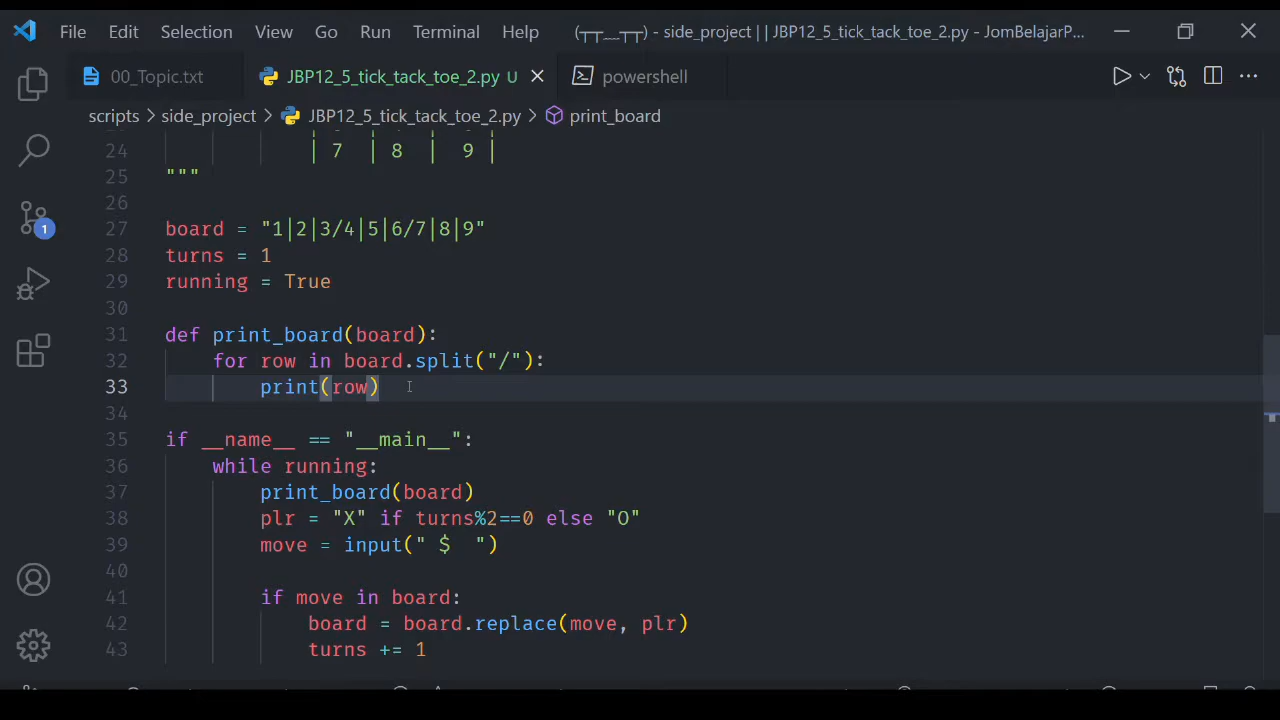 File Edit Selection View Go Run Terminal Help (┬┬﹏┬┬) - side_project | | JBP12_5_tick_tack_toe_2.py - JomBelajarP...
00_Topic.txt JBP12_5_tick_tack_toe_2.py U powershell
scripts > side_project > JBP12_5_tick_tack_toe_2.py > print_board
24 | 7 | 8 | 9 |
25 """
26
27 board = "1|2|3/4|5|6/7|8|9"
28 turns = 1
29 running = True
30
31 def print_board(board):
32 for row in board.split("/"):
33 print(row)
34
35 if __name__ == "__main__":
36 while running:
37 print_board(board)
38 plr = "X" if turns%2==0 else "O"
39 move = input(" $  ")
40
41 if move in board:
42 board = board.replace(move, plr)
43 turns += 1
1